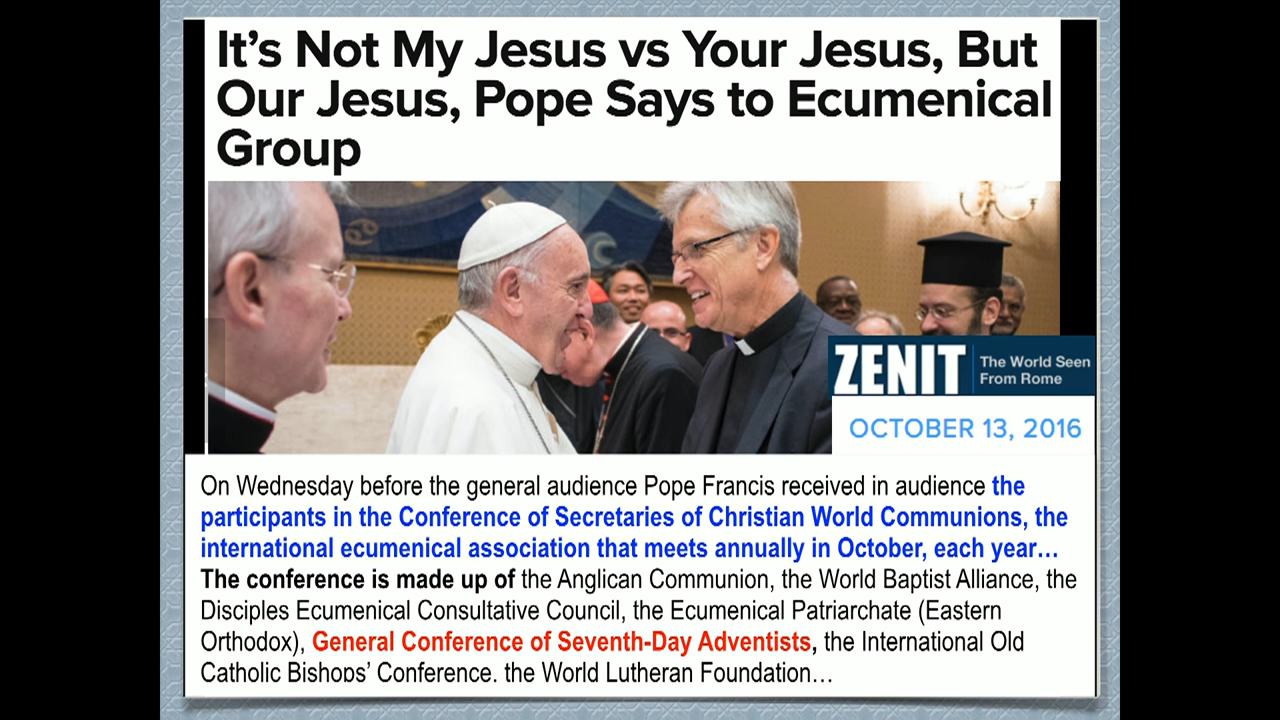 It's Not My Jesus vs Your Jesus, But
Our Jesus, Pope Says to Ecumenical
Group
ZENIT
The World Seen
From Rome
OCTOBER 13, 2016
On Wednesday before the general audience Pope Francis received in audience the
participants in the Conference of Secretaries of Christian World Communions, the
international ecumenical association that meets annually in October, each year…
The conference is made up of the Anglican Communion, the World Baptist Alliance, the
Disciples Ecumenical Consultative Council, the Ecumenical Patriarchate (Eastern
Orthodox), General Conference of Seventh-Day Adventists, the International Old
Catholic Bishops' Conference. the World Lutheran Foundation…